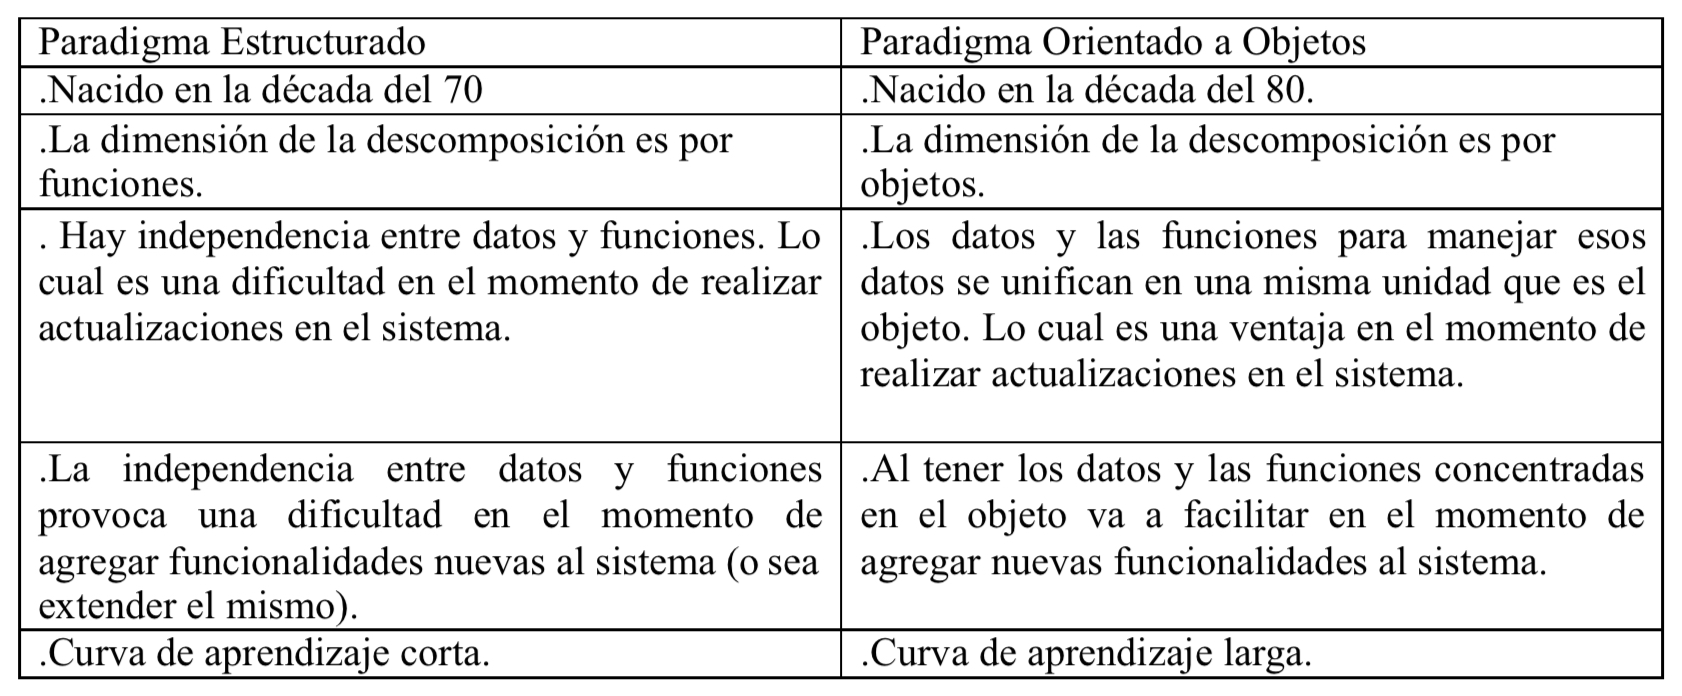 Paradigma Estructurado
Paradigma Orientado a Objetos
.Nacido en la década del 70
.Nacido en la década del 80.
.La dimensión de la descomposición es por
funciones.
.La dimensión de la descomposición es por
objetos.
. Hay independencia entre datos y funciones. Lo
cual es una dificultad en el momento de realizar
actualizaciones en el sistema.
.Los datos y las funciones para manejar esos
datos se unifican en una misma unidad que es el
objeto. Lo cual es una ventaja en el momento de
realizar actualizaciones en el sistema.
.La independencia entre datos y funciones
provoca una dificultad en el momento de
agregar funcionalidades nuevas al sistema (o sea
extender el mismo).
.Al tener los datos y las funciones concentradas
en el objeto va a facilitar en el momento de
agregar nuevas funcionalidades al sistema.
.Curva de aprendizaje corta.
.Curva de aprendizaje larga.